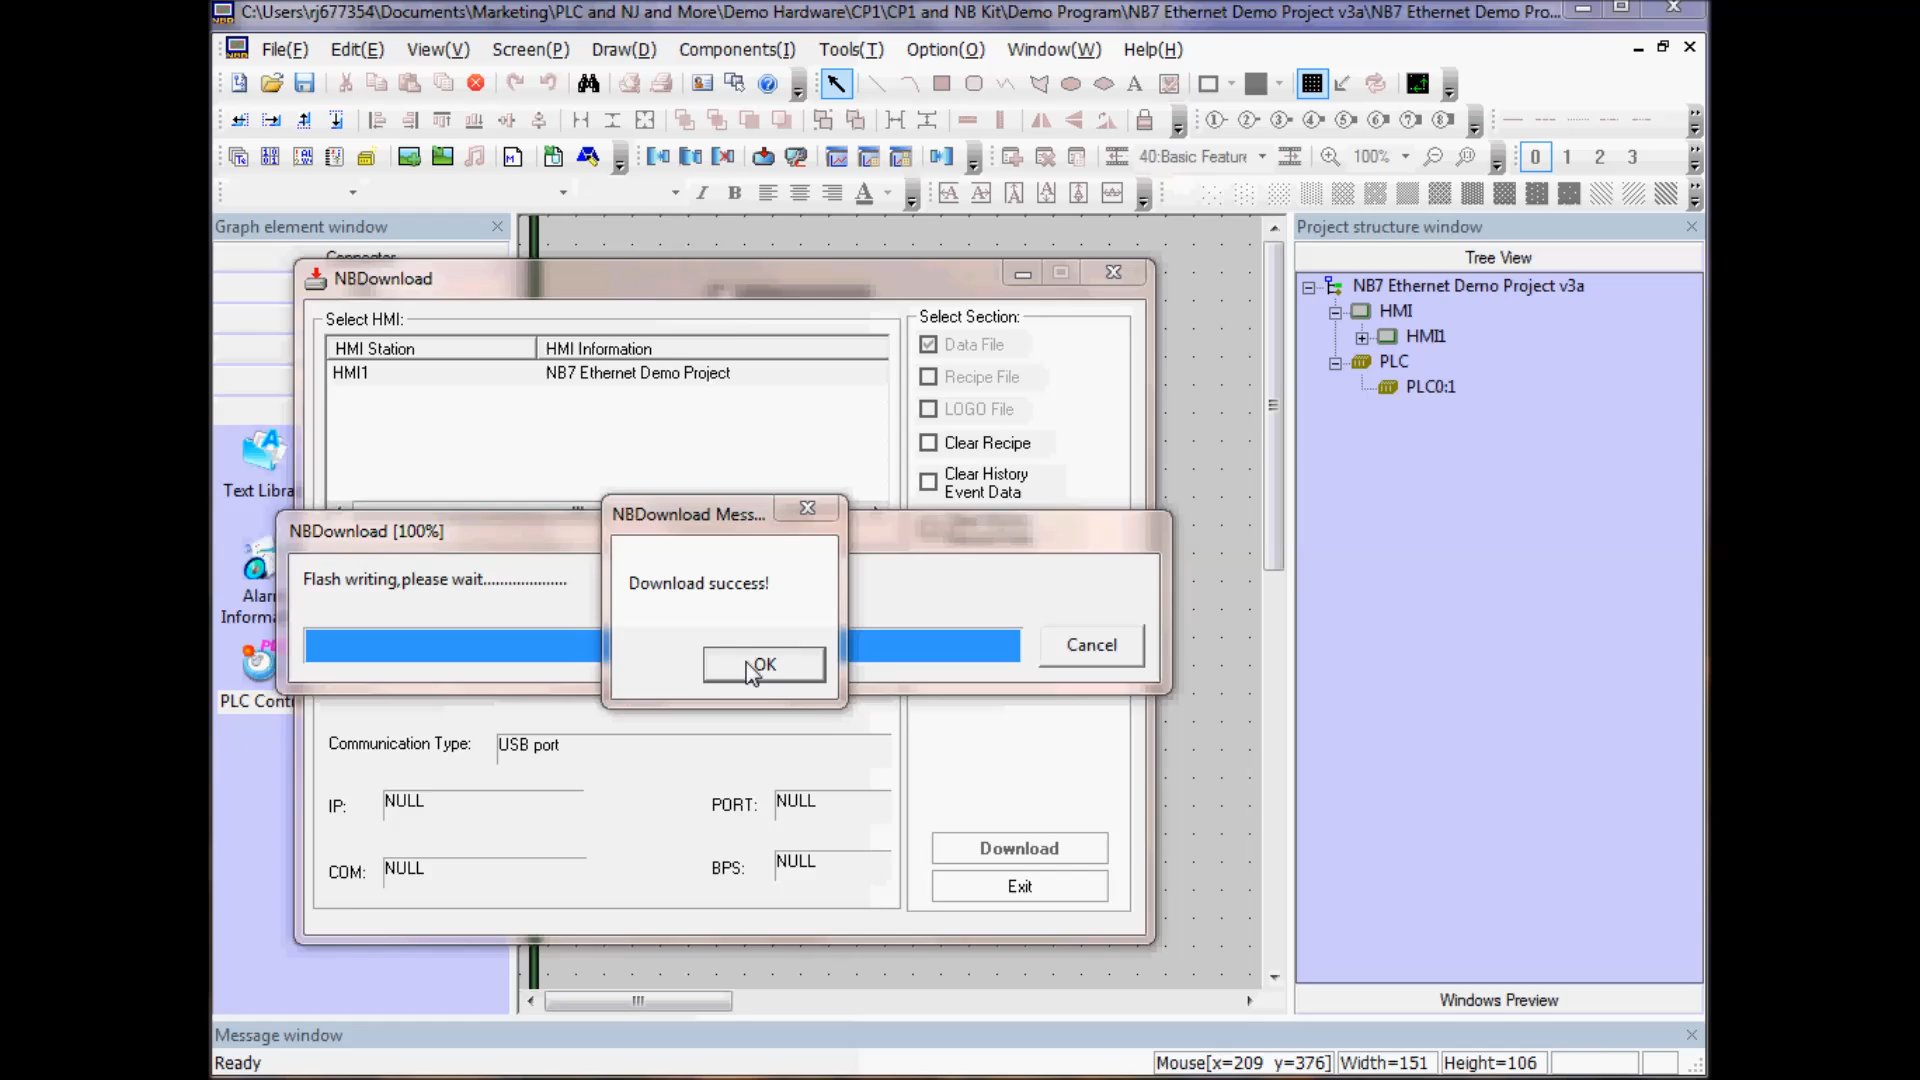 C:\Users\rj677354\Documents\Marketing\PLC and NJ and More\Demo Hardware\CP1\CP1 and NB Kit\Demo Program\NB7 Ethernet Demo Project v3a\NB7 Ethernet Demo Pro...
File(F) Edit(E) View(V) Screen(P) Draw(D) Components(I) Tools(T) Option(O) Window(W) Help(H)
40:Basic Feature 100% 0 1 2 3
Graph element window
Project structure window
Connector
Tree View
NBDownload
NB7 Ethernet Demo Project v3a
HMI
HMI1
PLC
PLC0:1
Select HMI:
Select Section:
HMI Station HMI Information
HMI1 NB7 Ethernet Demo Project
Data File
Recipe File
LOGO File
Clear Recipe
Clear History
Event Data
Text Libra
NBDownload [100%]
NBDownload Mess...
Flash writing,please wait.....................
Download success!
OK
Cancel
Alar
Informa
PLC Cont
Communication Type: USB port
IP: NULL PORT: NULL
COM: NULL BPS: NULL
Download
Exit
Windows Preview
Message window
Ready
Mouse[x=209 y=376] Width=151 Height=106